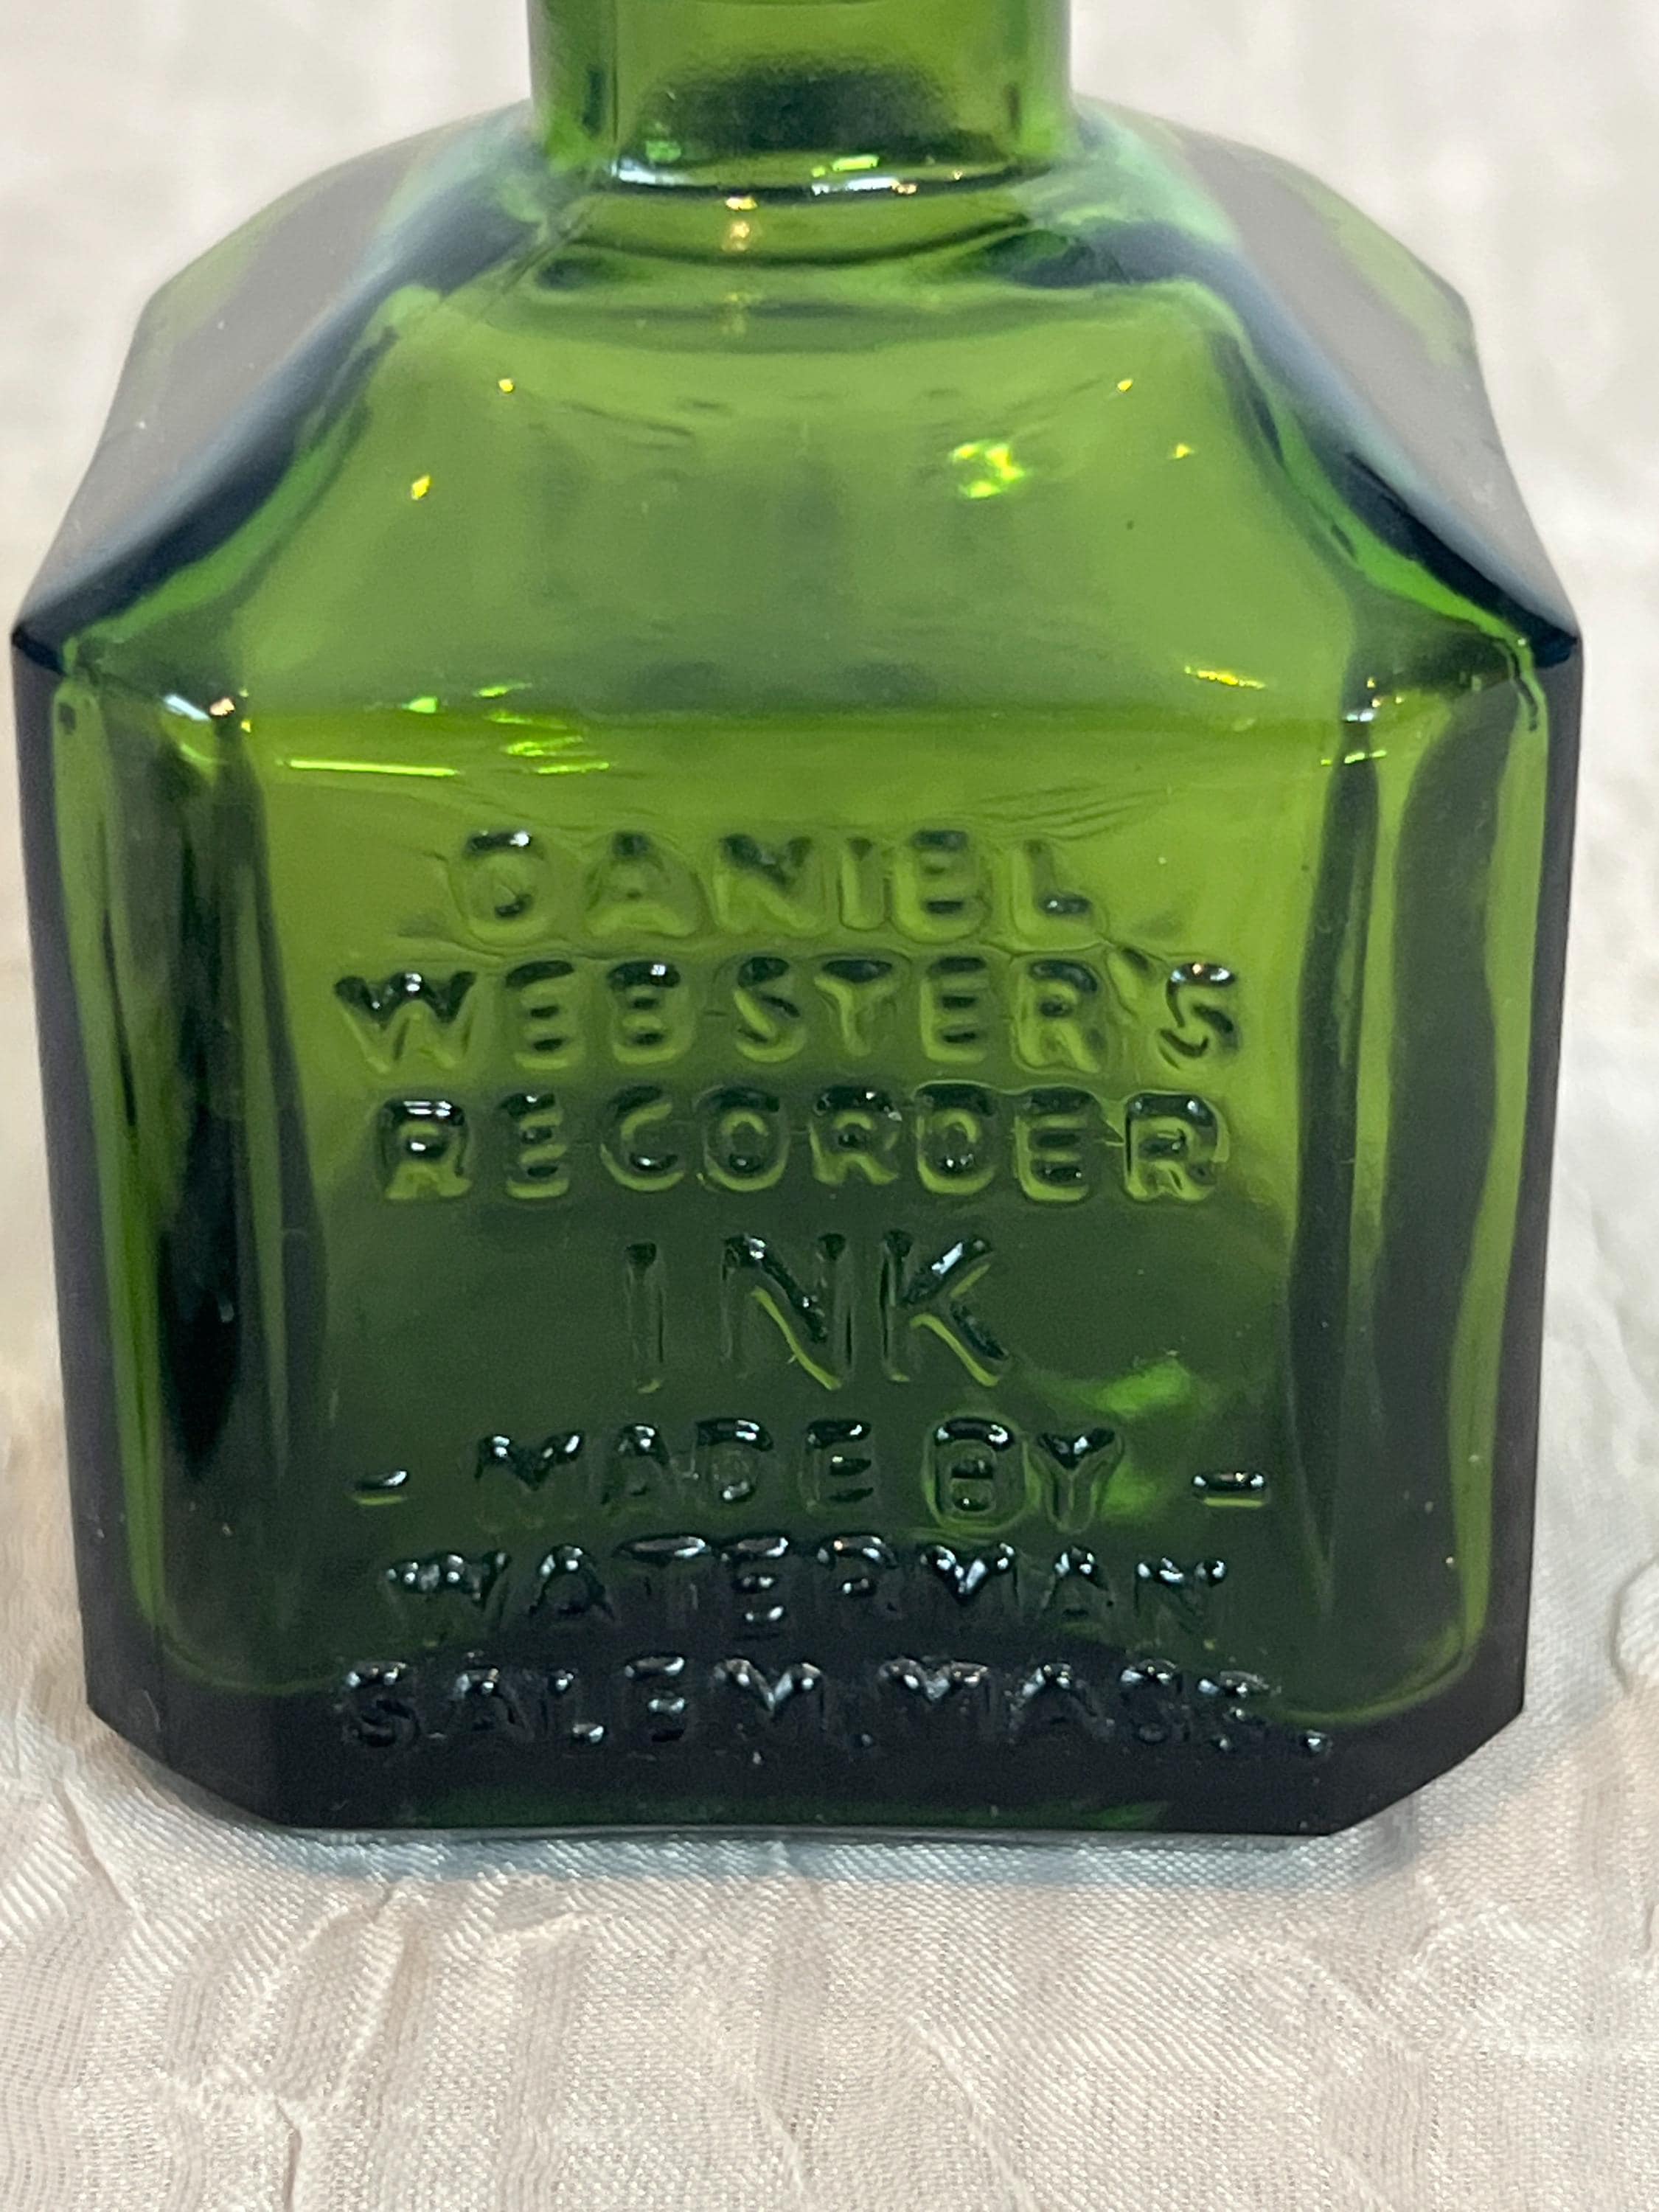 DANIEL
WEBSTER'S
RECORDER
INK
- MADE BY -
WATERMAN
SALEM, MASS.